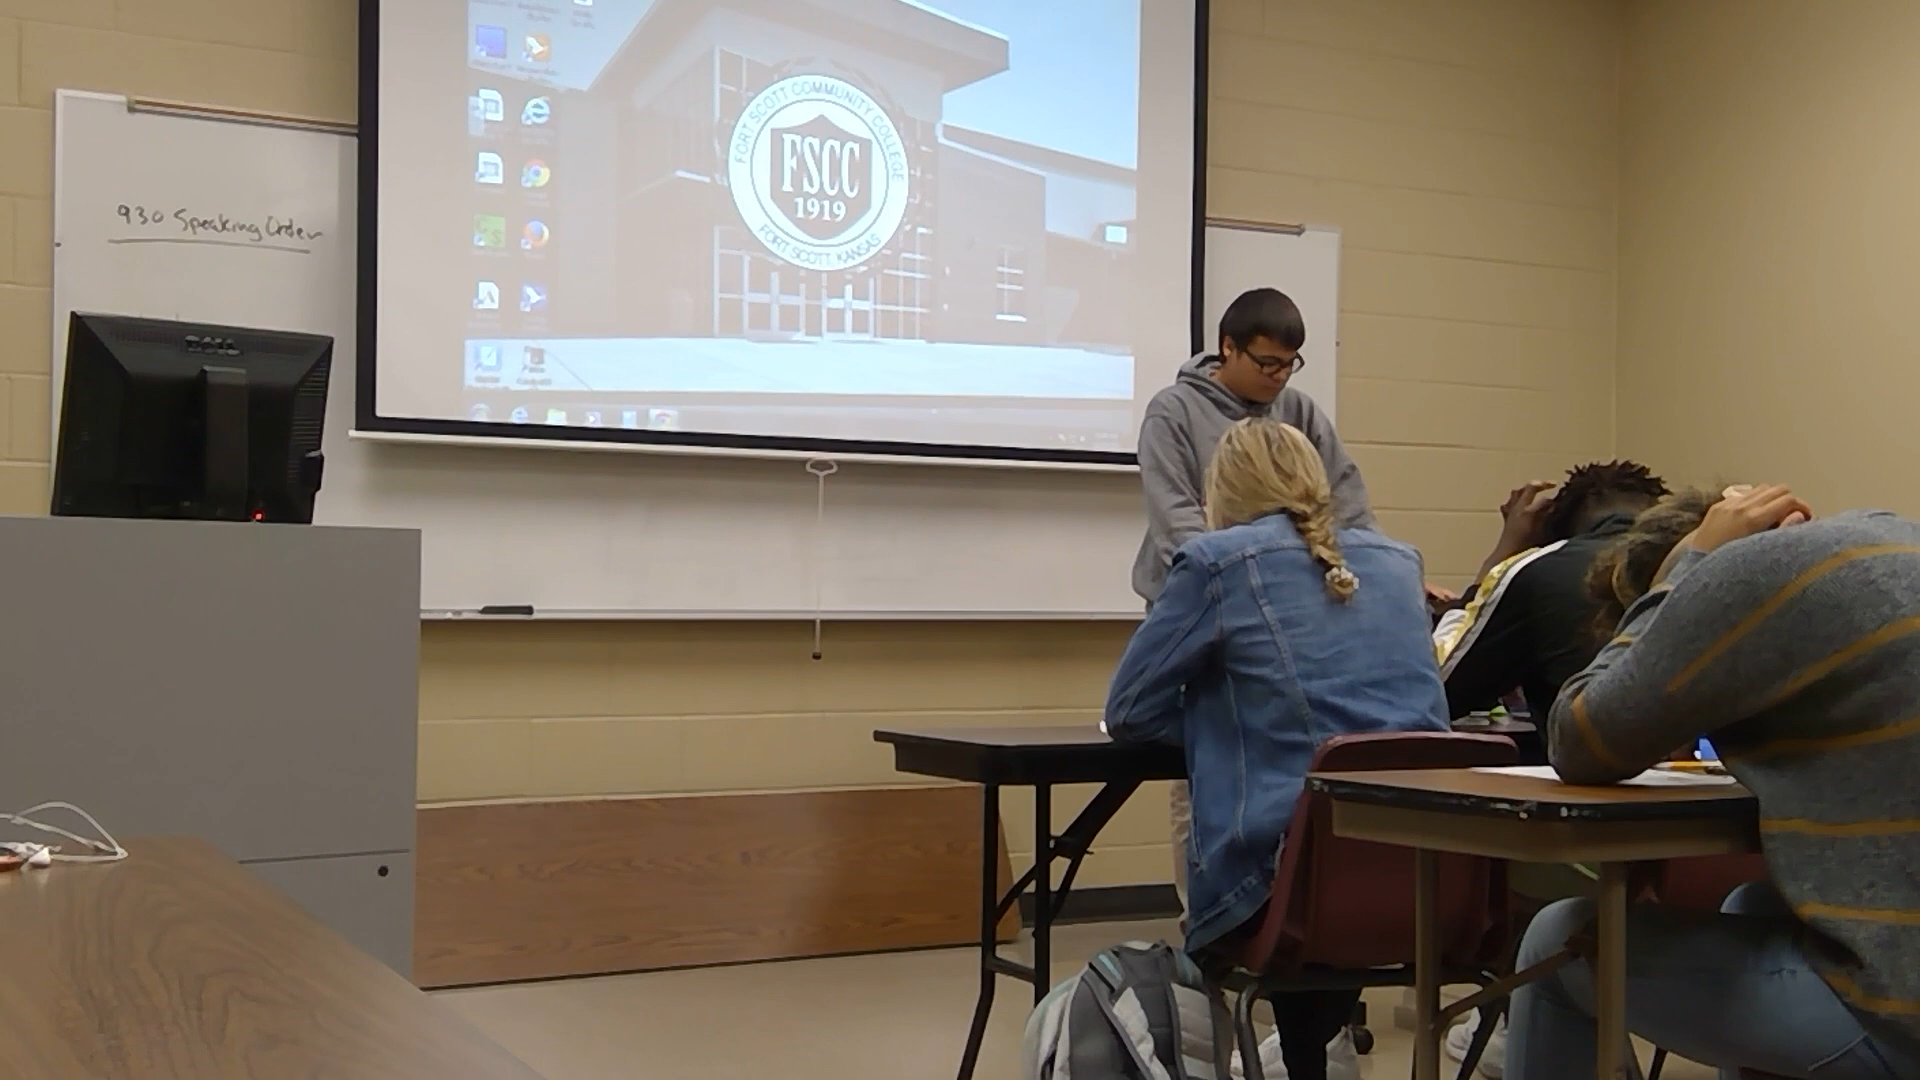 930 Speaking Order
FORT SCOTT COMMUNITY COLLEGE
FSCC
1919
FORT SCOTT, KANSAS
DELL